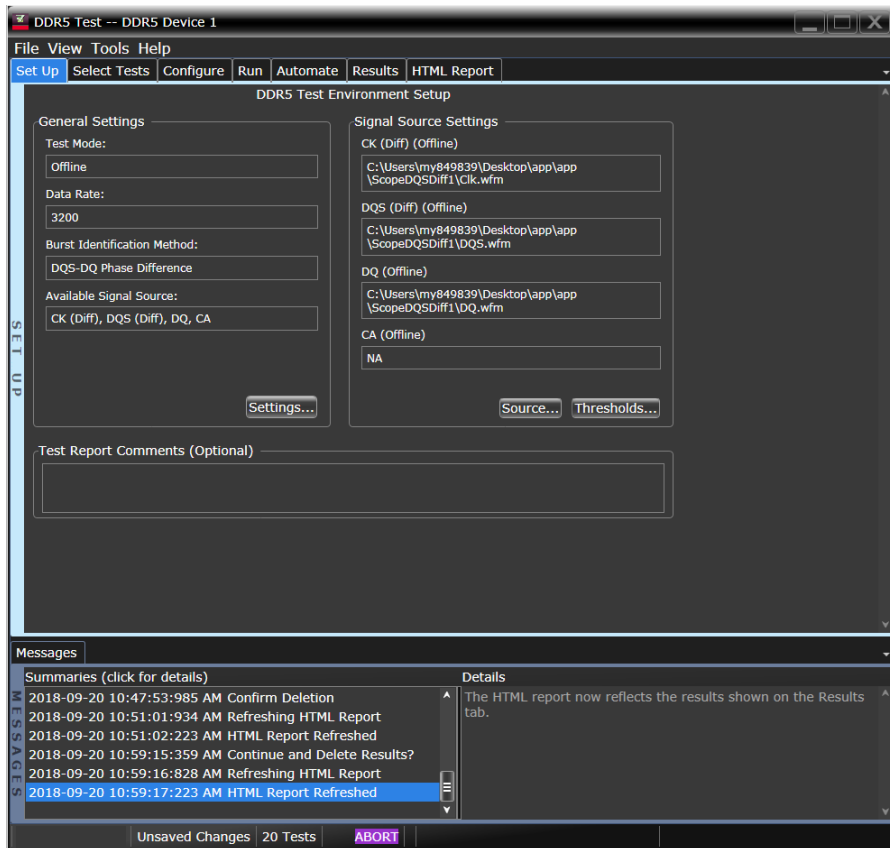 DDR5 Test -- DDR5 Device 1
File View Tools Help
Set Up Select Tests Configure Run Automate Results HTML Report
DDR5 Test Environment Setup
General Settings
Test Mode:
Offline
Data Rate:
3200
Burst Identification Method:
DQS-DQ Phase Difference
Available Signal Source:
CK (Diff), DQS (Diff), DQ, CA
Settings...
Signal Source Settings
CK (Diff) (Offline)
C:\Users\my849839\Desktop\app\app
\ScopeDQSDiff1\Clk.wfm
DQS (Diff) (Offline)
C:\Users\my849839\Desktop\app\app
\ScopeDQSDiff1\DQS.wfm
DQ (Offline)
C:\Users\my849839\Desktop\app\app
\ScopeDQSDiff1\DQ.wfm
CA (Offline)
NA
Source... Thresholds...
Test Report Comments (Optional)
SET UP
Messages
Summaries (click for details)
2018-09-20 10:47:53:985 AM Confirm Deletion
2018-09-20 10:51:01:934 AM Refreshing HTML Report
2018-09-20 10:51:02:223 AM HTML Report Refreshed
2018-09-20 10:59:15:359 AM Continue and Delete Results?
2018-09-20 10:59:16:828 AM Refreshing HTML Report
2018-09-20 10:59:17:223 AM HTML Report Refreshed
Details
The HTML report now reflects the results shown on the Results
tab.
MESSAGES
Unsaved Changes 20 Tests ABORT